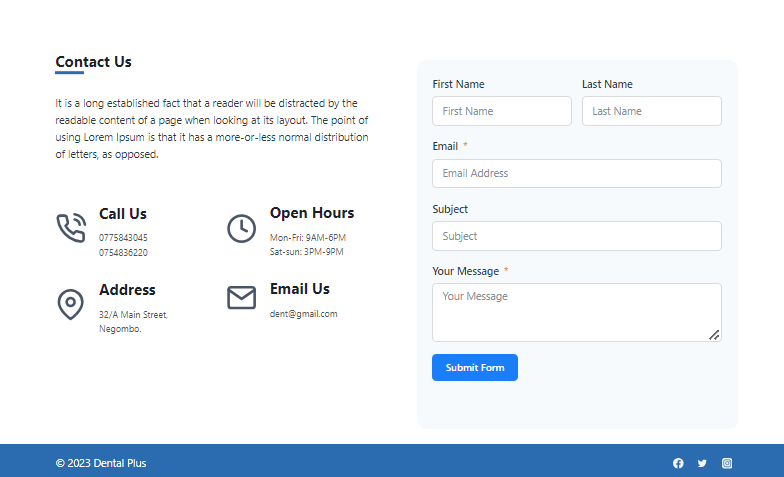 Contact Us
It is a long established fact that a reader will be distracted by the
readable content of a page when looking at its layout. The point of
using Lorem Ipsum is that it has a more-or-less normal distribution
of letters, as opposed.
Call Us
0775843045
0754836220
Open Hours
Mon-Fri: 9AM-6PM
Sat-sun: 3PM-9PM
Address
32/A Main Street,
Negombo.
Email Us
dent@gmail.com
First Name
Last Name
First Name
Last Name
Email *
Email Address
Subject
Subject
Your Message *
Your Message
Submit Form
© 2023 Dental Plus